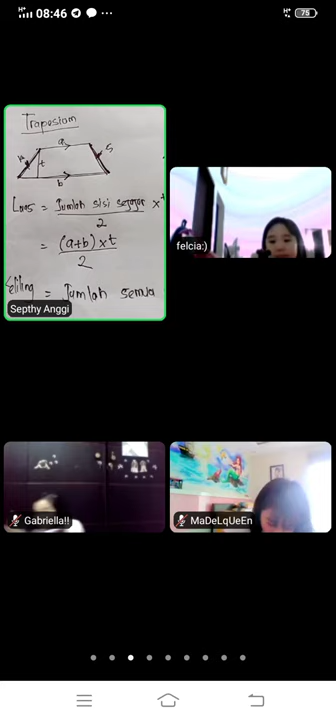 08:46
75
Trapesium
a
t
s
b
Luas = Jumlah sisi sejajar x t
2
= (a+b) x t
2
Keliling = Jumlah semua
Septhy Anggi
felcia:)
Gabriella!!
MaDeLqUeEn